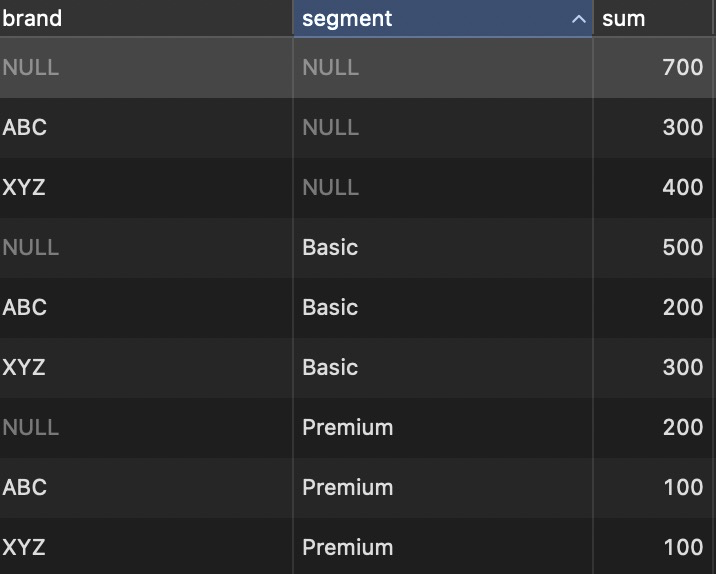 brand segment sum
NULL NULL 700
ABC NULL 300
XYZ NULL 400
NULL Basic 500
ABC Basic 200
XYZ Basic 300
NULL Premium 200
ABC Premium 100
XYZ Premium 100